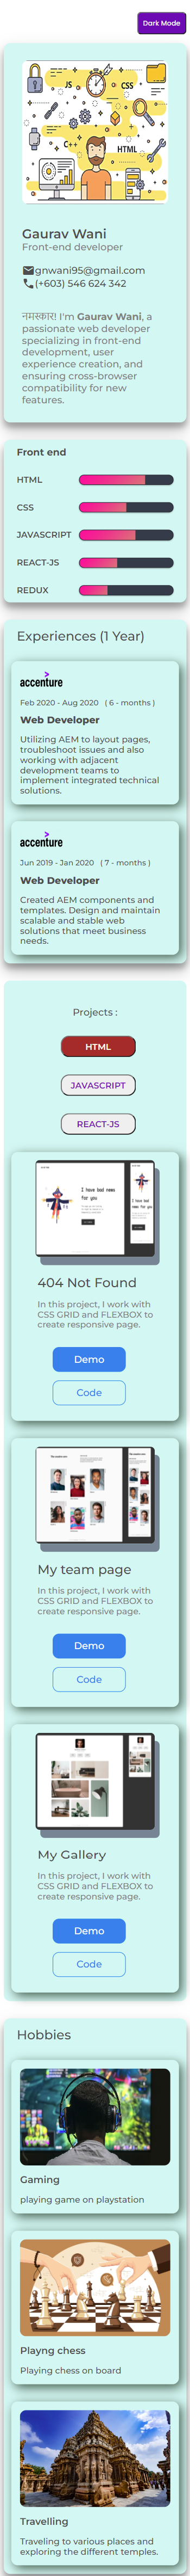 Dark Mode
JS
CSS
C++
HTML
Gaurav Wani
Front-end developer
gnwani95@gmail.com
(+603) 546 624 342
नमस्कार! I'm Gaurav Wani, a
passionate web developer
specializing in front-end
development, user
experience creation, and
ensuring cross-browser
compatibility for new
features.
Front end
HTML
CSS
JAVASCRIPT
REACT-JS
REDUX
Experiences (1 Year)
accenture
Feb 2020 - Aug 2020 ( 6 - months )
Web Developer
Utilizing AEM to layout pages,
troubleshoot issues and also
working with adjacent
development teams to
implement integrated technical
solutions.
accenture
Jun 2019 - Jan 2020 ( 7 - months )
Web Developer
Created AEM components and
templates. Design and maintain
scalable and stable web
solutions that meet business
needs.
Projects :
HTML
JAVASCRIPT
REACT-JS
I have bad news
for you
I have bad
news for you
404 Not Found
In this project, I work with
CSS GRID and FLEXBOX to
create responsive page.
Demo
Code
My team page
In this project, I work with
CSS GRID and FLEXBOX to
create responsive page.
Demo
Code
My Gallery
In this project, I work with
CSS GRID and FLEXBOX to
create responsive page.
Demo
Code
Hobbies
Gaming
playing game on playstation
Playng chess
Playing chess on board
Travelling
Traveling to various places and
exploring the different temples.